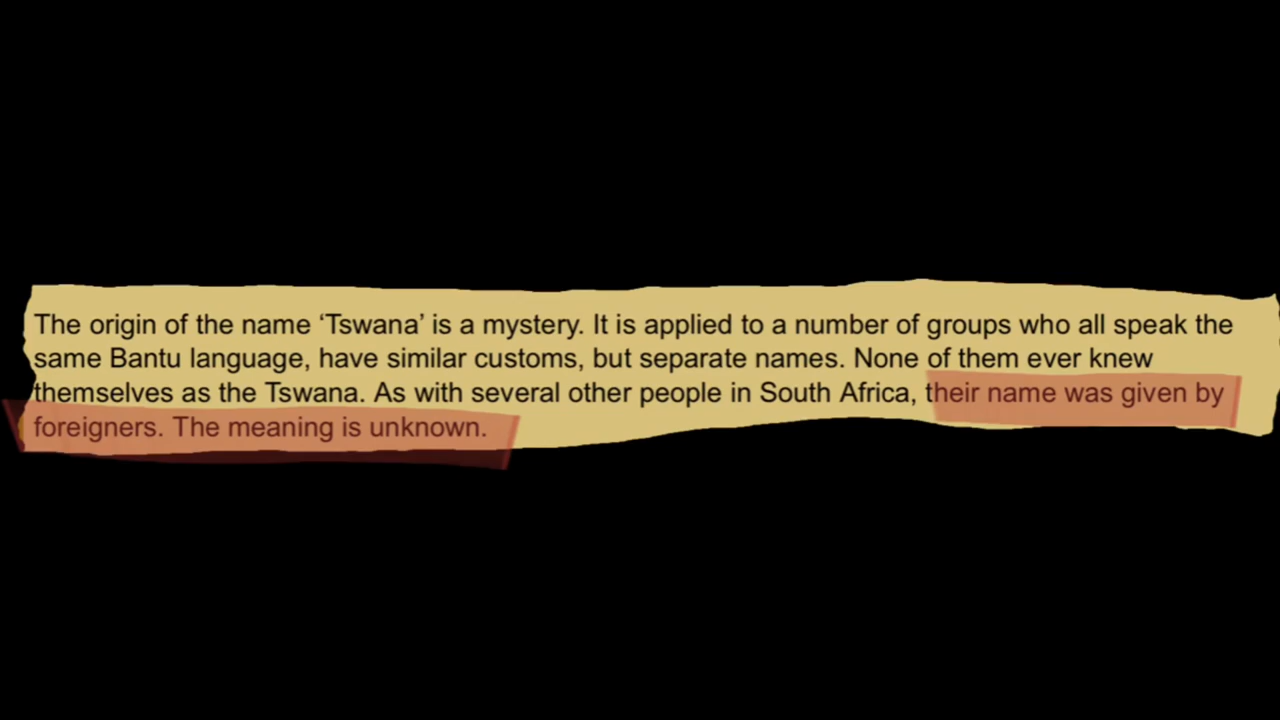 The origin of the name ‘Tswana’ is a mystery. It is applied to a number of groups who all speak the
same Bantu language, have similar customs, but separate names. None of them ever knew
themselves as the Tswana. As with several other people in South Africa, their name was given by
foreigners. The meaning is unknown.